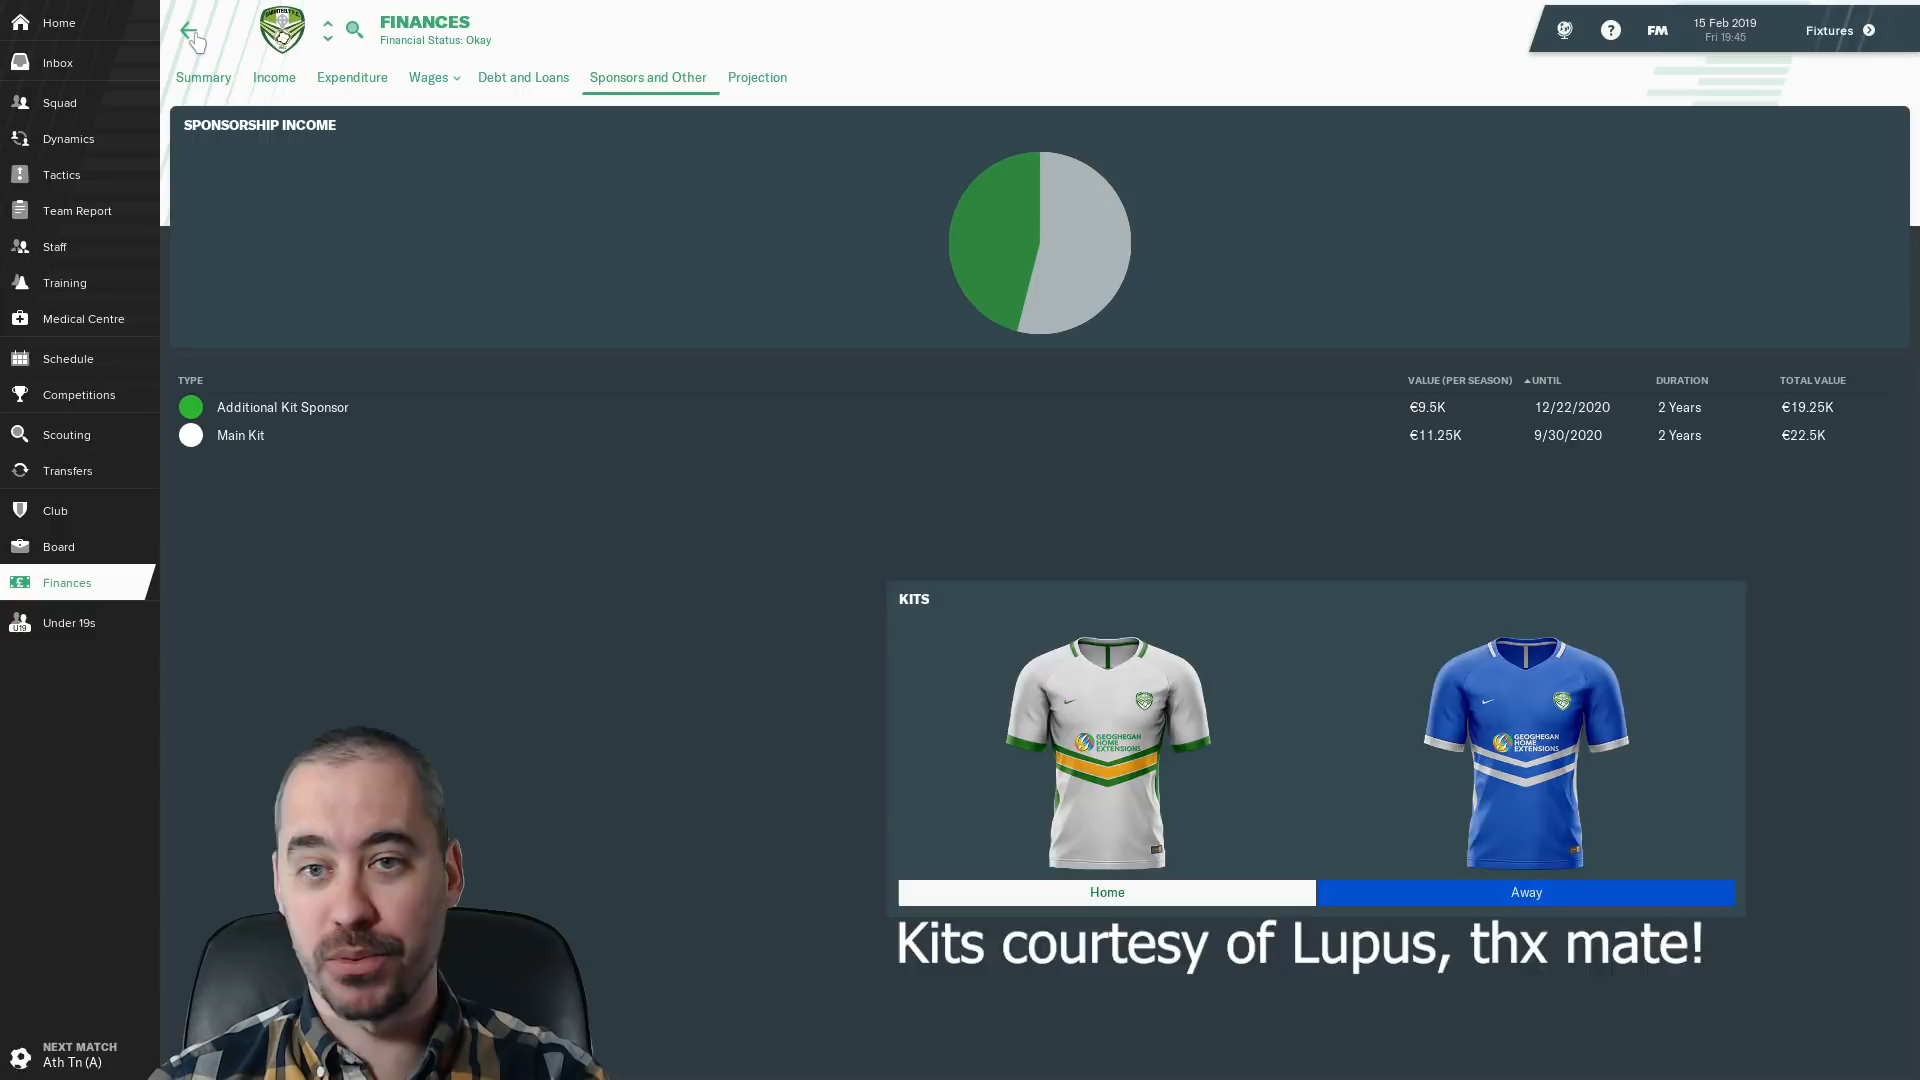 Home
Inbox
Squad
Dynamics
Tactics
Team Report
Staff
Training
Medical Centre
Schedule
Competitions
Scouting
Transfers
Club
Board
Finances
U19
Under 19s
NEXT MATCH
Ath Tn (A)
FINANCES
Financial Status: Okay
?
FM
15 Feb 2019
Fri 19:45
Fixtures
Summary Income Expenditure Wages Debt and Loans Sponsors and Other Projection
SPONSORSHIP INCOME
TYPE VALUE (PER SEASON) UNTIL DURATION TOTAL VALUE
Additional Kit Sponsor €9.5K 12/22/2020 2 Years €19.25K
Main Kit €11.25K 9/30/2020 2 Years €22.5K
KITS
GEOGHEGAN
HOME
EXTENSIONS
GEOGHEGAN
HOME
EXTENSIONS
Home Away
Kits courtesy of Lupus, thx mate!